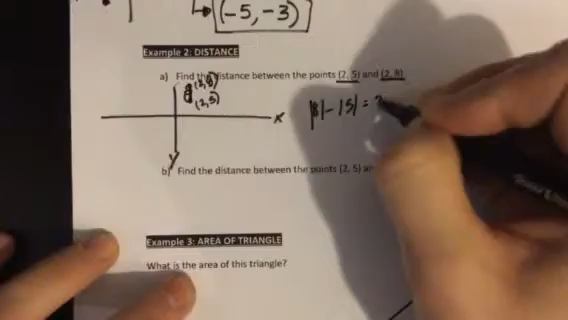 (-5, -3)
Example 2: DISTANCE
a) Find the distance between the points (2, 5) and (2, 8)
(2,8)
(2,5)
|8| - |5| = 3
x
y
b) Find the distance between the points (2, 5)
Example 3: AREA OF TRIANGLE
What is the area of this triangle?